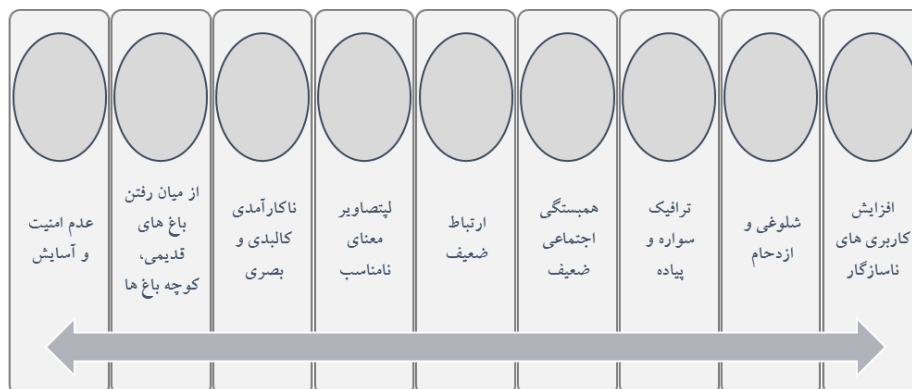 افزایش
کاربری های
ناسازگار
شلوغی و
ازدحام
ترافیک
سواره و
پیاده
همبستگی
اجتماعی
ضعیف
ارتباط
ضعیف
لپتصاویر
معنای
نامناسب
ناکارآمدی
کالبدی و
بصری
از میان رفتن
باغ های
قدیمی،
کوچه باغ ها
عدم امنیت
و آسایش